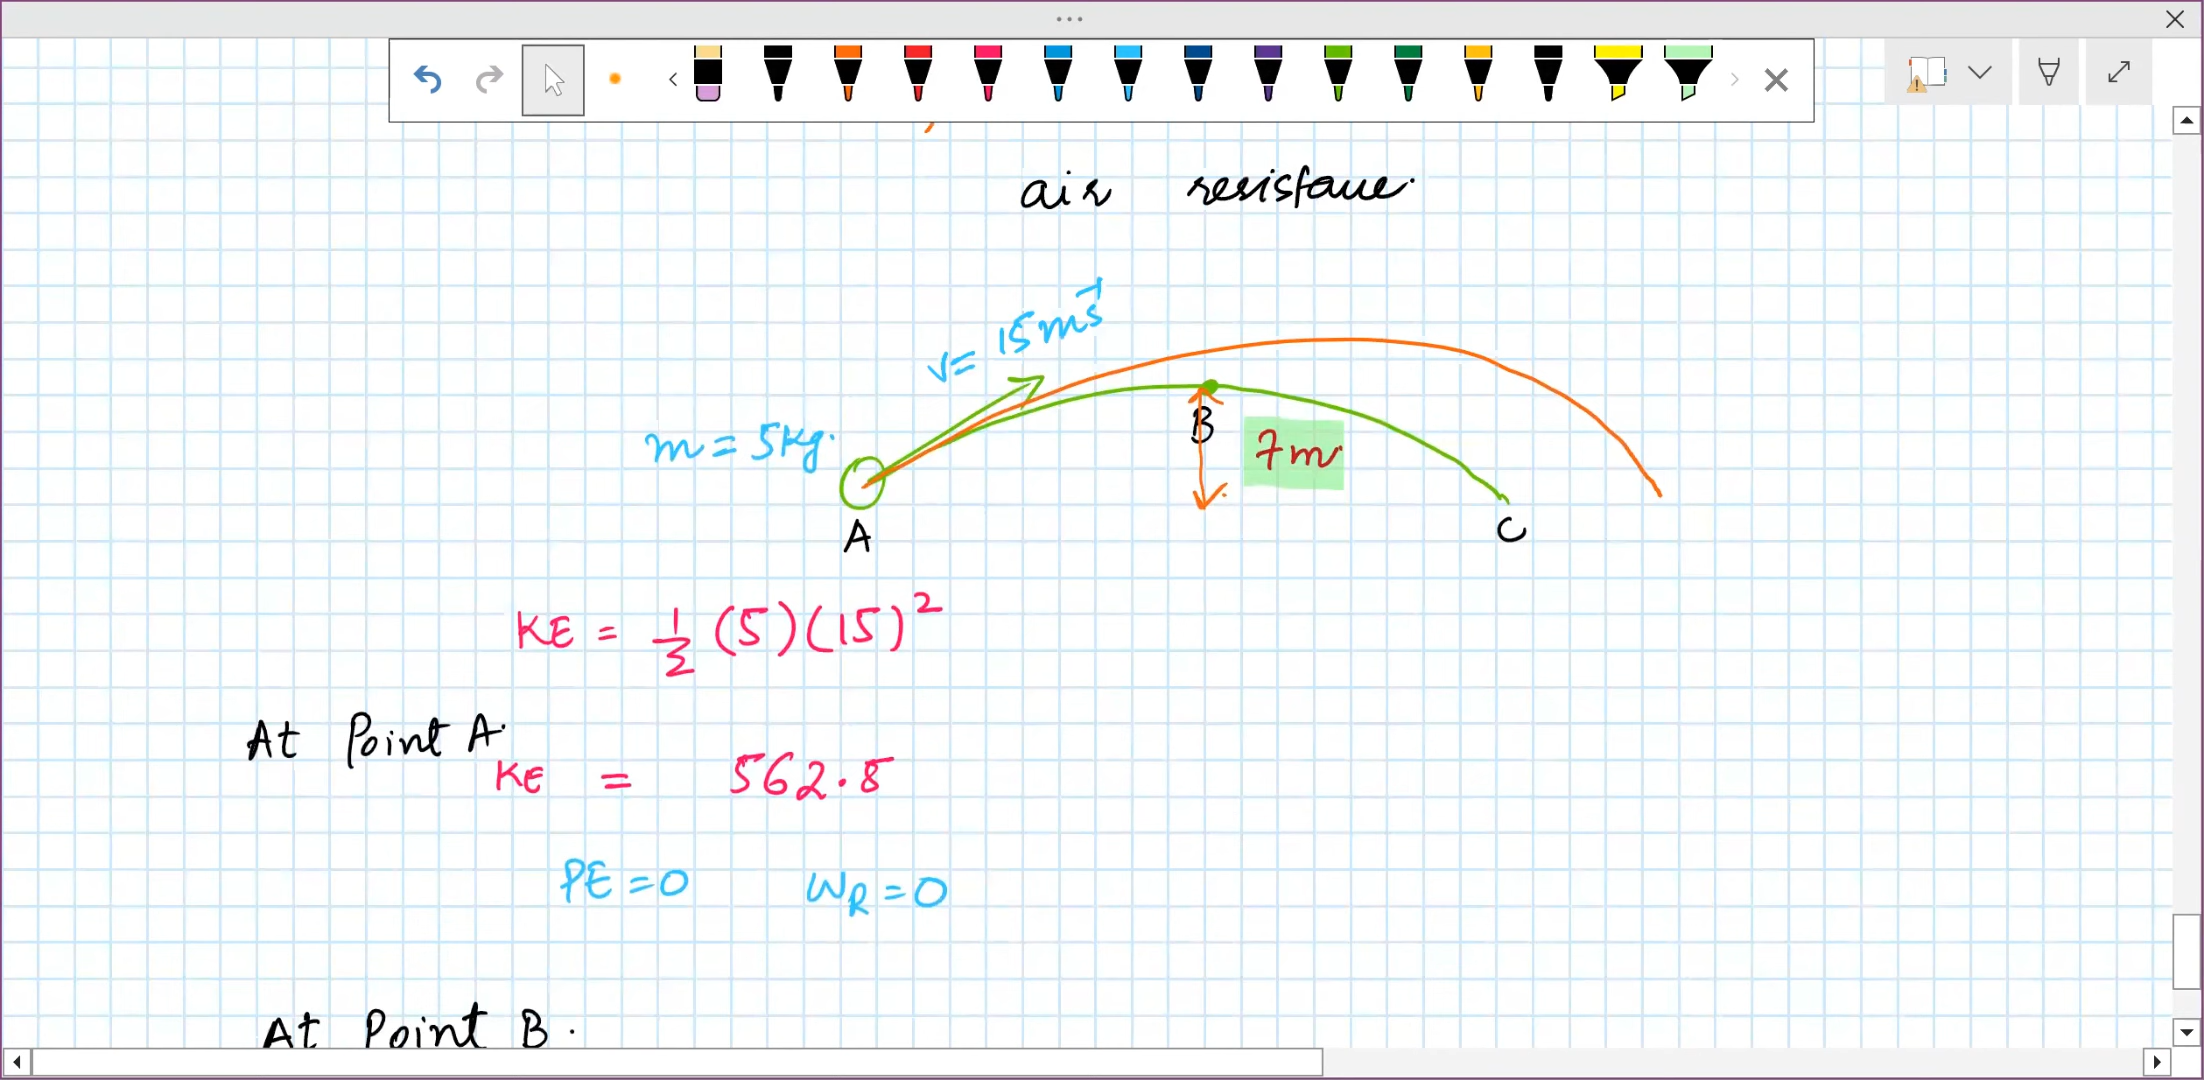 air resistance.
v= 15ms⁻¹
m = 5kg.
B
7m
A
C
KE = 1/2 (5)(15)²
At Point A.
KE = 562.5
PE = 0 W_R = 0
At Point B.